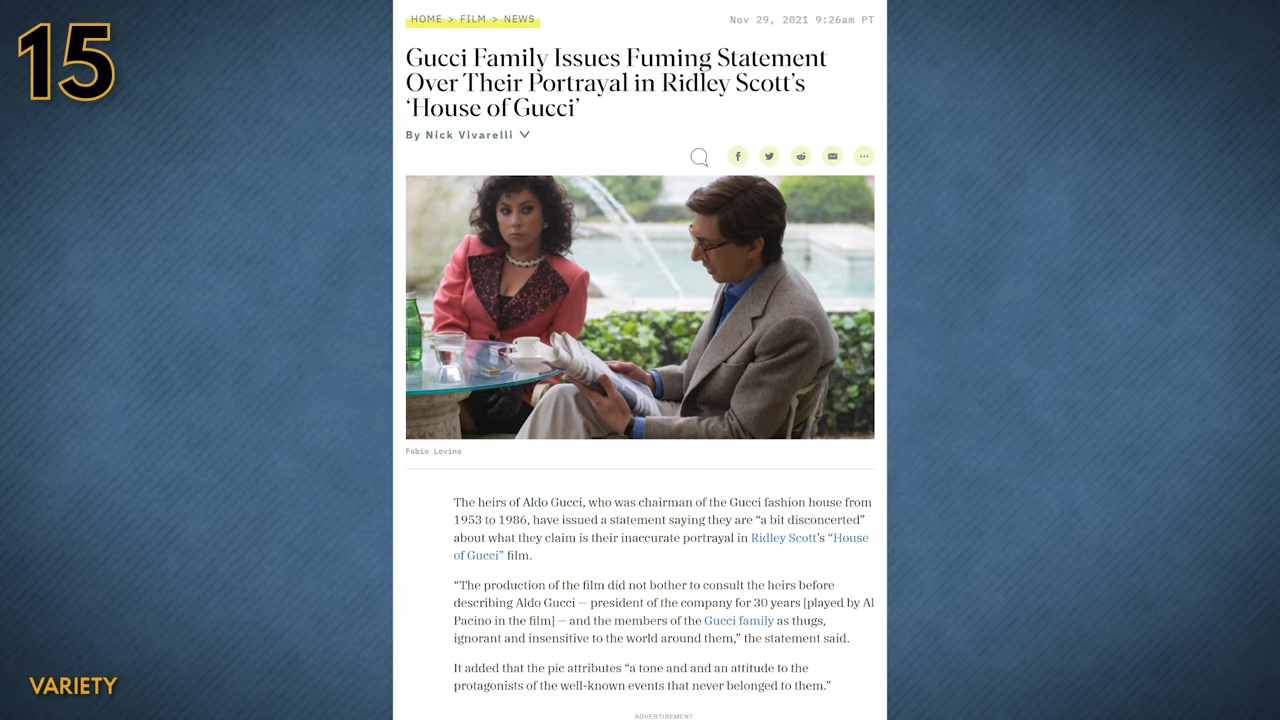 15
HOME > FILM > NEWS
Nov 29, 2021 9:26am PT
Gucci Family Issues Fuming Statement
Over Their Portrayal in Ridley Scott’s
‘House of Gucci’
By Nick Vivarelli
Fabio Lovino
The heirs of Aldo Gucci, who was chairman of the Gucci fashion house from
1953 to 1986, have issued a statement saying they are “a bit disconcerted”
about what they claim is their inaccurate portrayal in Ridley Scott’s “House
of Gucci” film.
“The production of the film did not bother to consult the heirs before
describing Aldo Gucci — president of the company for 30 years [played by Al
Pacino in the film] — and the members of the Gucci family as thugs,
ignorant and insensitive to the world around them,” the statement said.
It added that the pic attributes “a tone and and an attitude to the
protagonists of the well-known events that never belonged to them.”
ADVERTISEMENT
VARIETY